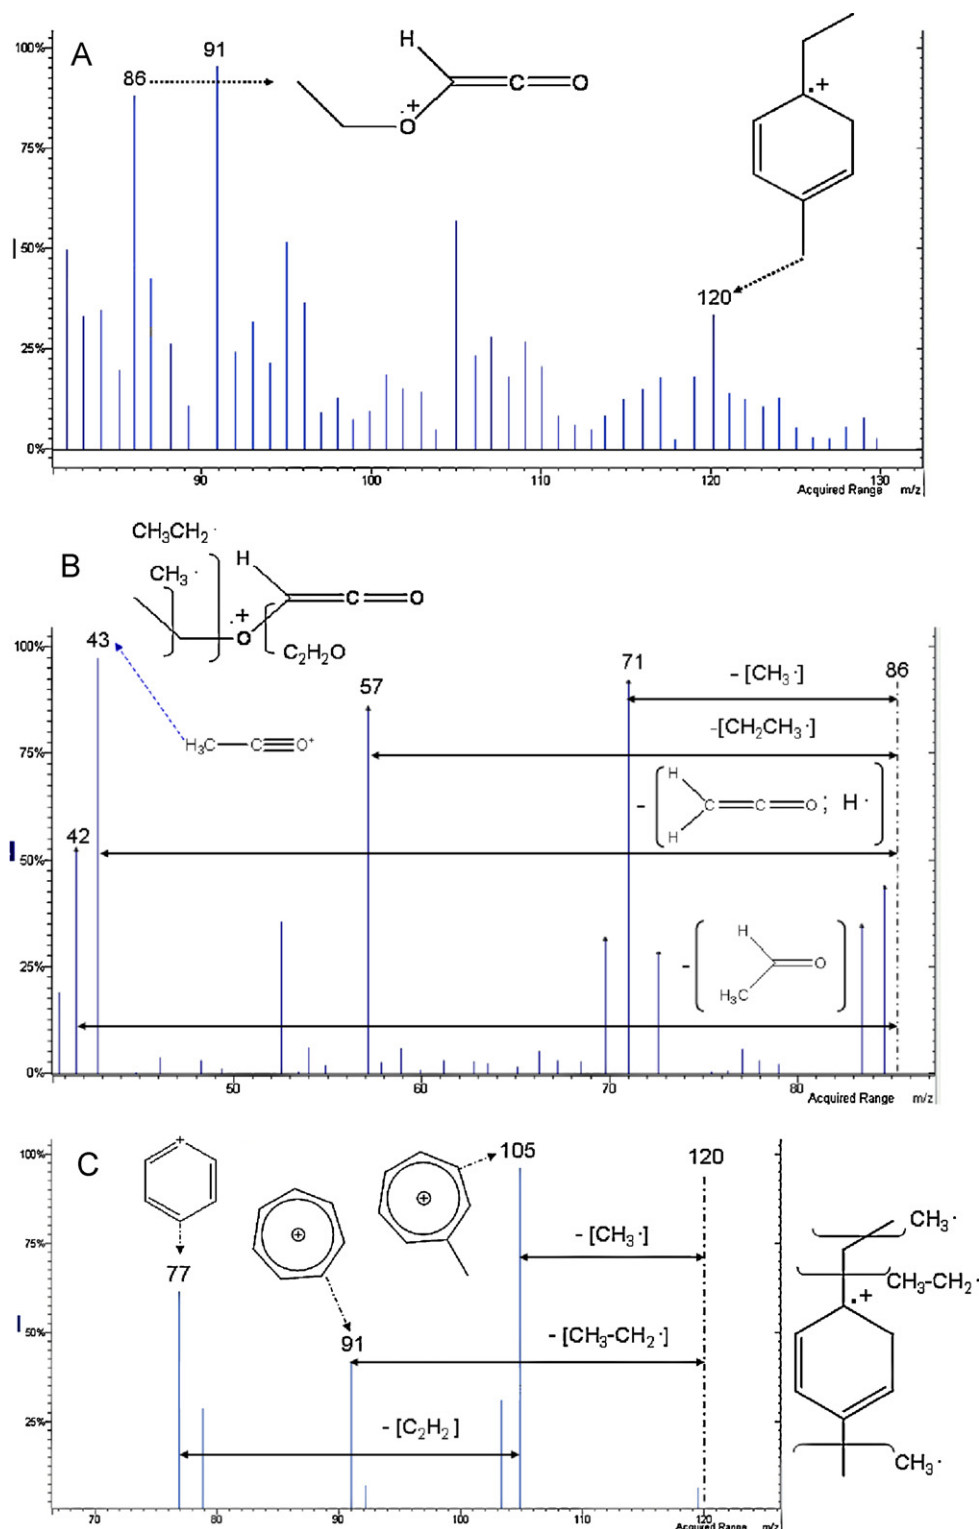 A
100%
75%
50%
25%
0%
86
91
120
H
C
O
O
.+
.+
90
100
110
120
130
Acquired Range m/z
B
CH₃CH₂·
CH₃·
H
.+
O
C
O
C₂H₂O
100%
75%
50%
25%
0%
43
42
57
71
86
H₃C
C
O⁺
- [CH₃·]
-[CH₂CH₃·]
-
H
H
C
O; H·
-
H
O
H₃C
50
60
70
80
Acquired Range m/z
C
100%
75%
50%
25%
+
77
91
105
120
- [CH₃·]
- [CH₃-CH₂·]
- [C₂H₂]
CH₃·
CH₃-CH₂·
.+
CH₃·
70
80
90
100
110
120
Acquired Range m/z